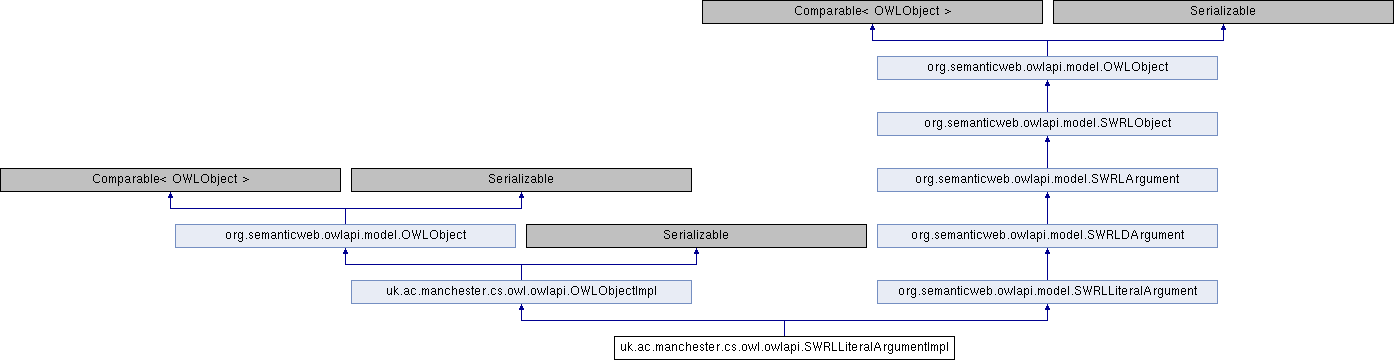 Comparable< OWLObject >
Serializable
org.semanticweb.owlapi.model.OWLObject
org.semanticweb.owlapi.model.SWRLObject
Comparable< OWLObject >
Serializable
org.semanticweb.owlapi.model.SWRLArgument
org.semanticweb.owlapi.model.OWLObject
Serializable
org.semanticweb.owlapi.model.SWRLDArgument
uk.ac.manchester.cs.owl.owlapi.OWLObjectImpl
org.semanticweb.owlapi.model.SWRLLiteralArgument
uk.ac.manchester.cs.owl.owlapi.SWRLLiteralArgumentImpl